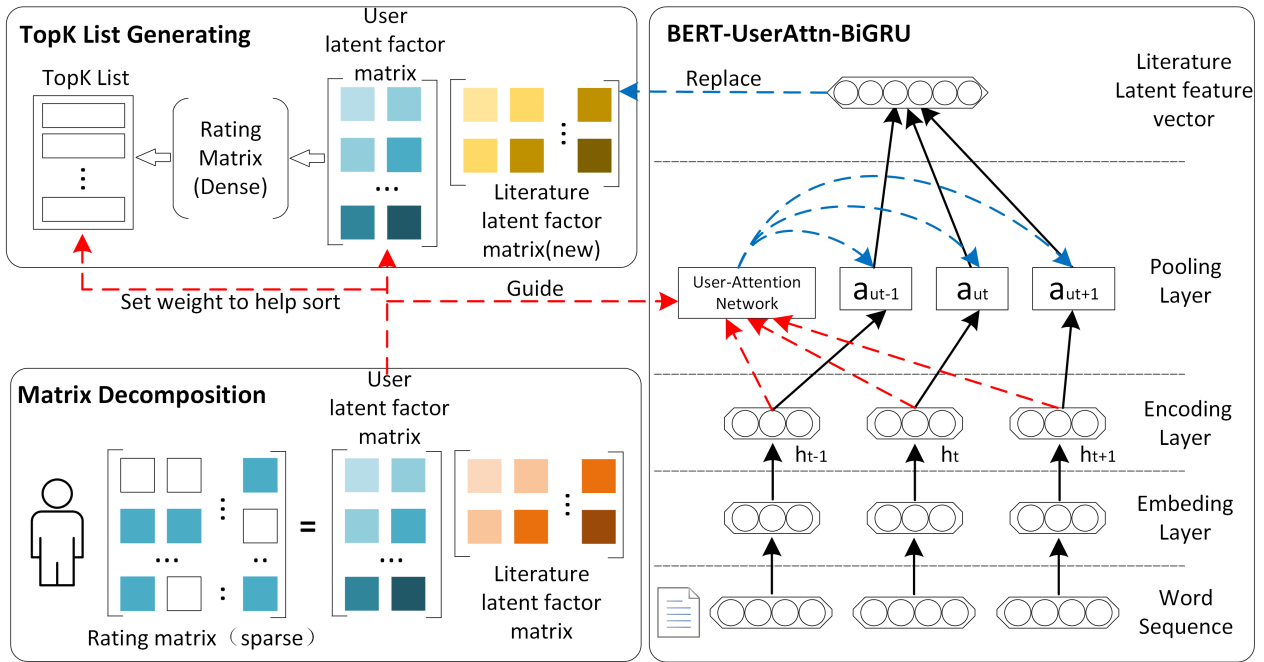 TopK List Generating
User
latent factor
matrix
TopK List
Rating
Matrix
(Dense)
...
Literature
latent factor
matrix(new)
Set weight to help sort
Guide
Replace
Matrix Decomposition
User
latent factor
matrix
=
...
...
Literature
latent factor
matrix
Rating matrix（sparse）
BERT-UserAttn-BiGRU
Literature
Latent feature
vector
User-Attention
Network
aut-1
aut
aut+1
Pooling
Layer
Encoding
Layer
ht-1
ht
ht+1
Embeding
Layer
Word
Sequence